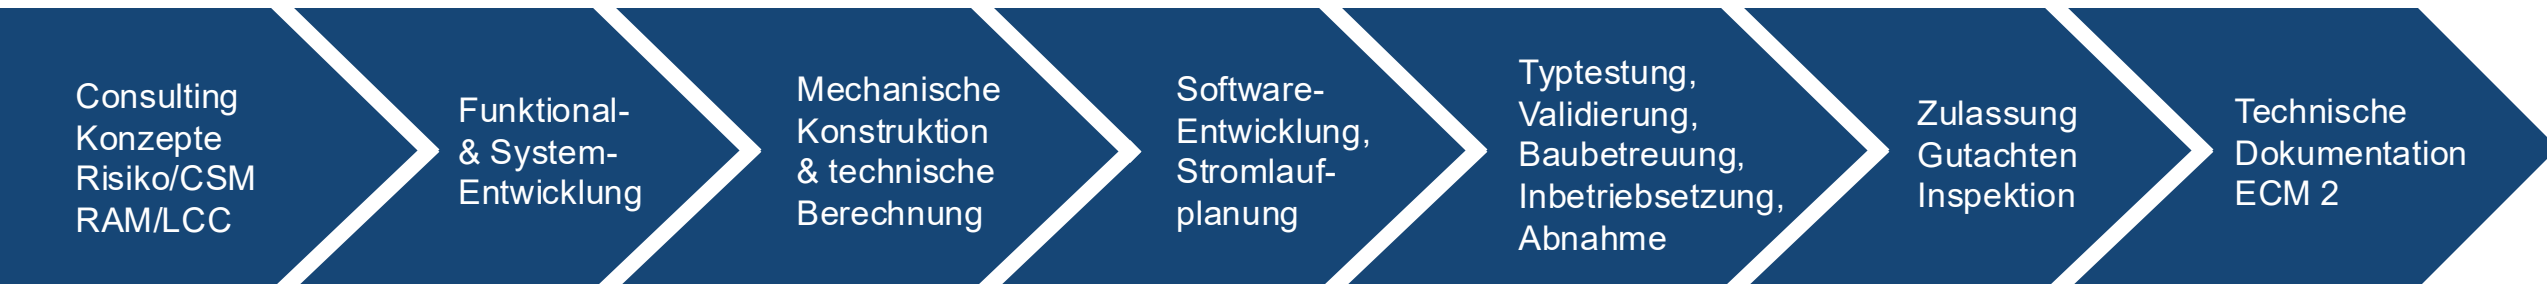 Consulting
Konzepte
Risiko/CSM
RAM/LCC
Funktional-
& System-
Entwicklung
Mechanische
Konstruktion
& technische
Berechnung
Software-
Entwicklung,
Stromlauf-
planung
Typtestung,
Validierung,
Baubetreuung,
Inbetriebsetzung,
Abnahme
Zulassung
Gutachten
Inspektion
Technische
Dokumentation
ECM 2